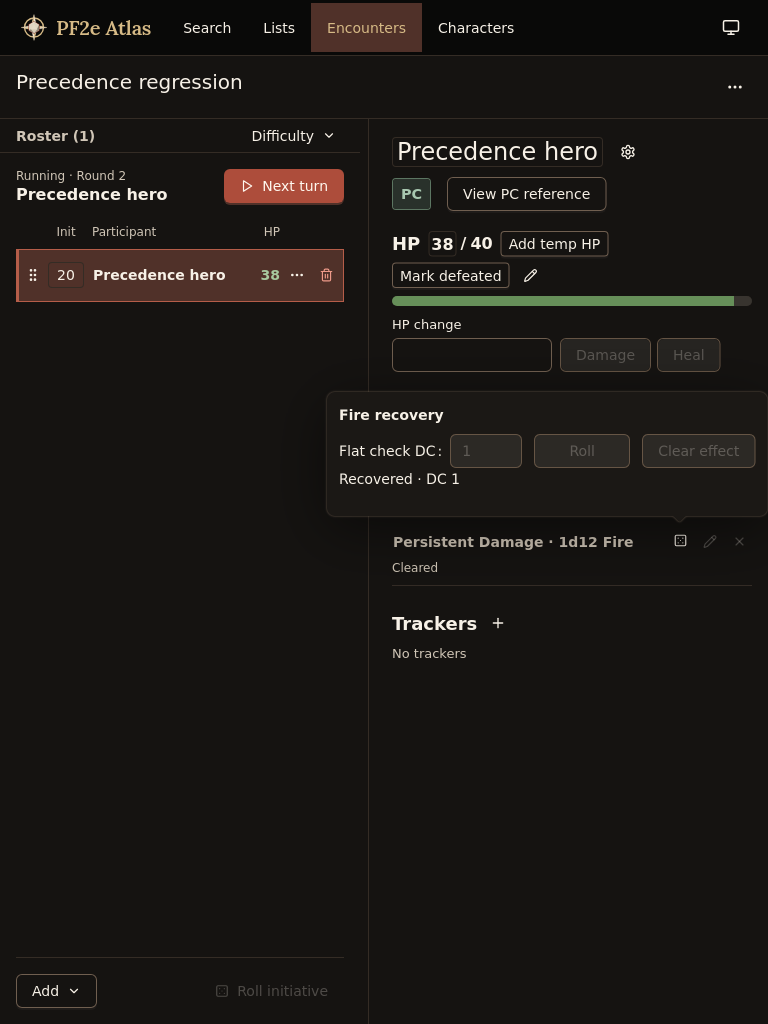 PF2e Atlas Search Lists Encounters Characters
Precedence regression
Roster (1) Difficulty
Running · Round 2
Precedence hero
Next turn
Init Participant HP
20 Precedence hero 38
Add Roll initiative
Precedence hero
PC View PC reference
HP 38 / 40 Add temp HP
Mark defeated
HP change
Damage Heal
Fire recovery
Flat check DC: 1 Roll Clear effect
Recovered · DC 1
Persistent Damage · 1d12 Fire
Cleared
Trackers
No trackers